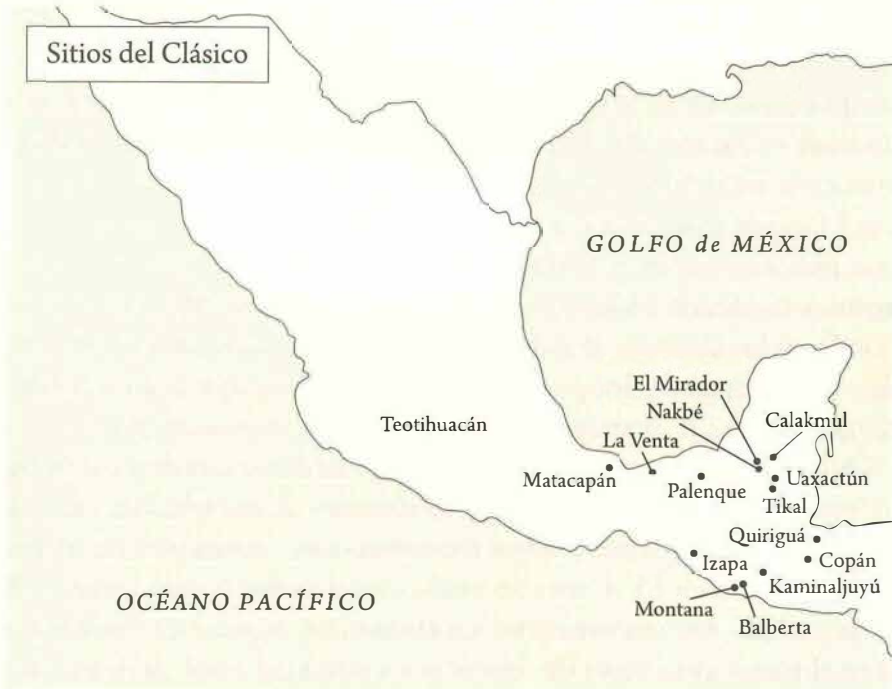 Sitios del Clásico
GOLFO de MÉXICO
El Mirador
Nakbé
Calakmul
La Venta
Teotihuacán
Matacapán
Palenque
Uaxactún
Tikal
Quiriguá
Izapa
Copán
Kaminaljuyú
OCÉANO PACÍFICO
Montana
Balberta